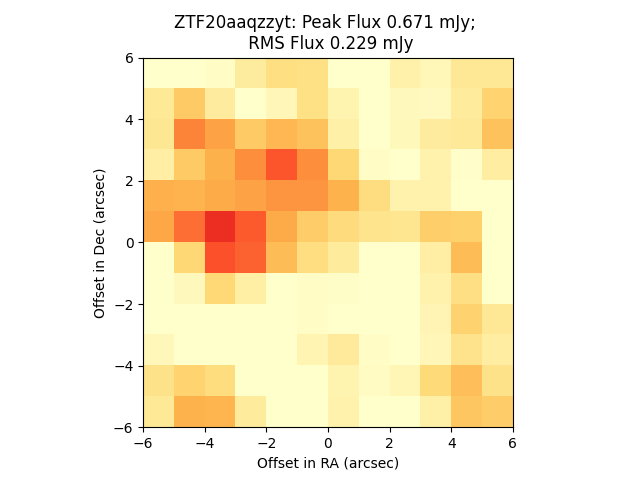 ZTF20aaqzzyt: Peak Flux 0.671 mJy;
RMS Flux 0.229 mJy
6
4
2
0
−2
−4
−6
Offset in Dec (arcsec)
−6 −4 −2 0 2 4 6
Offset in RA (arcsec)